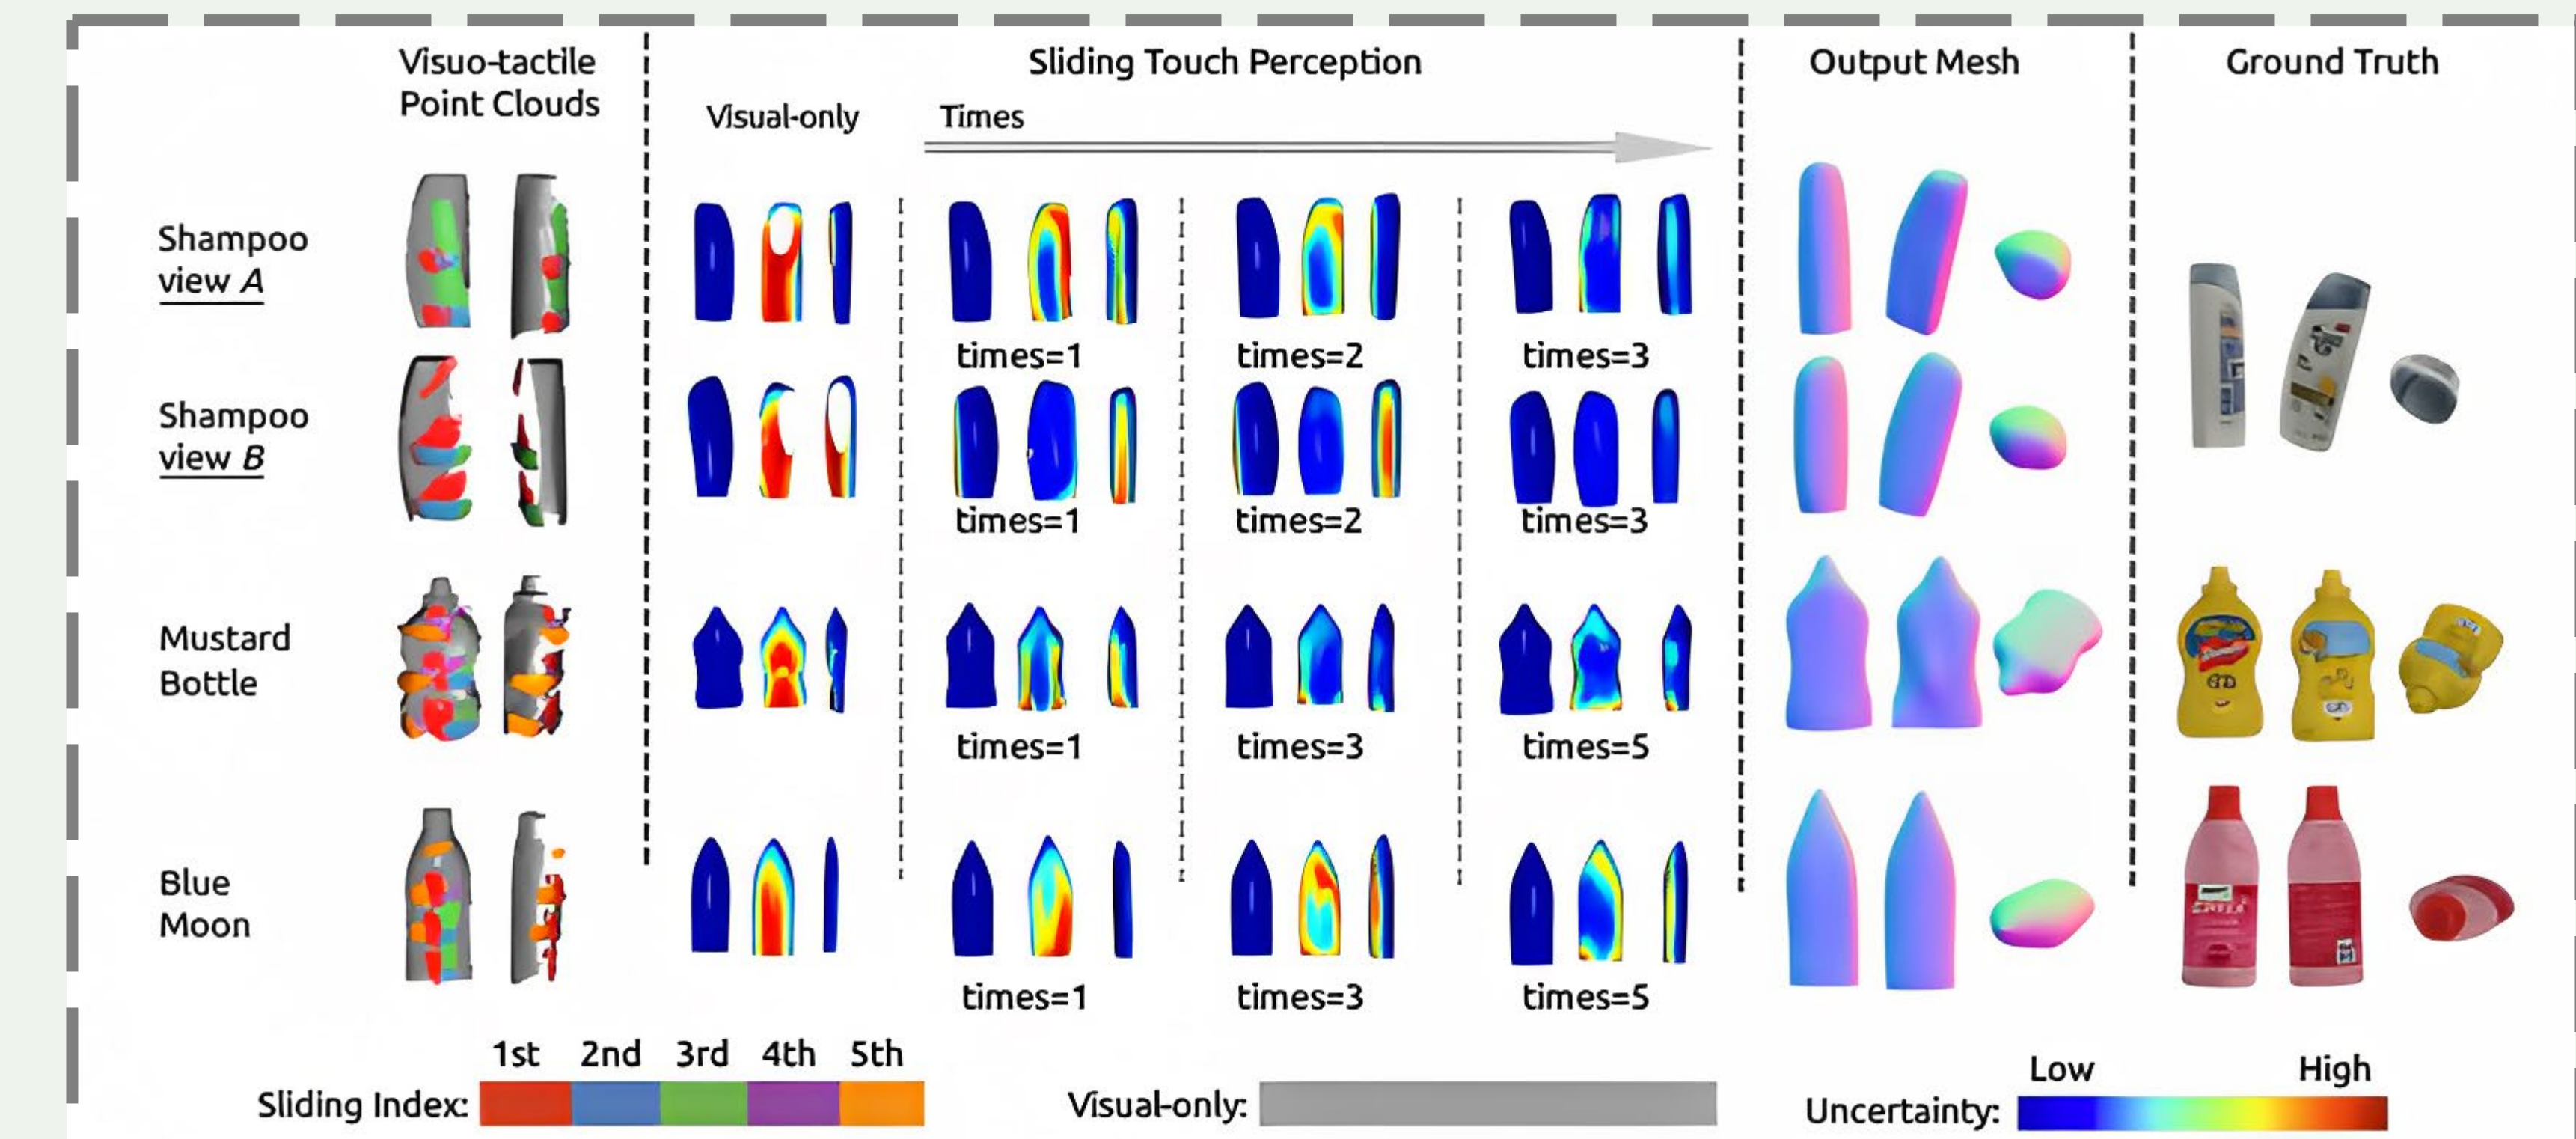 Visuo-tactile
Point Clouds
Sliding Touch Perception
Output Mesh
Ground Truth
Visual-only
Times
Shampoo
view A
times=1
times=2
times=3
Shampoo
view B
times=1
times=2
times=3
Mustard
Bottle
times=1
times=3
times=5
Blue
Moon
times=1
times=3
times=5
1st 2nd 3rd 4th 5th
Sliding Index:
Visual-only:
Low High
Uncertainty: